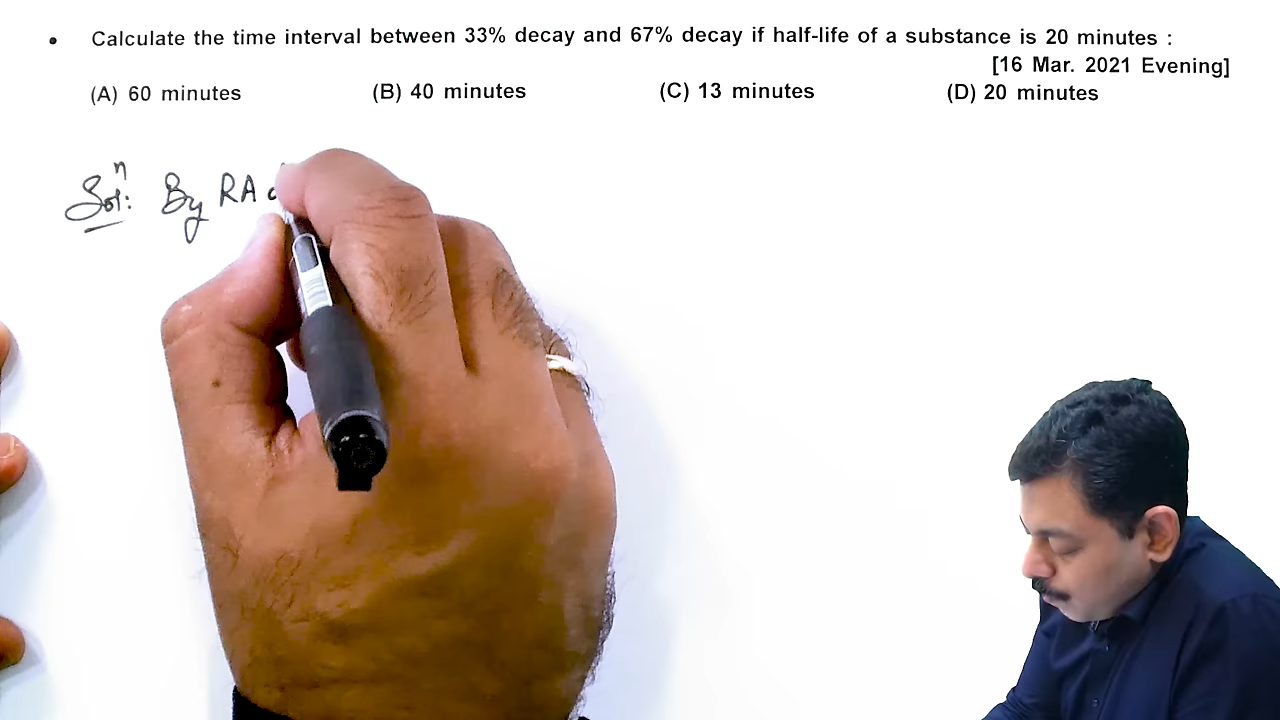 • Calculate the time interval between 33% decay and 67% decay if half-life of a substance is 20 minutes :
[16 Mar. 2021 Evening]
(A) 60 minutes (B) 40 minutes (C) 13 minutes (D) 20 minutes
Solⁿ: By RA